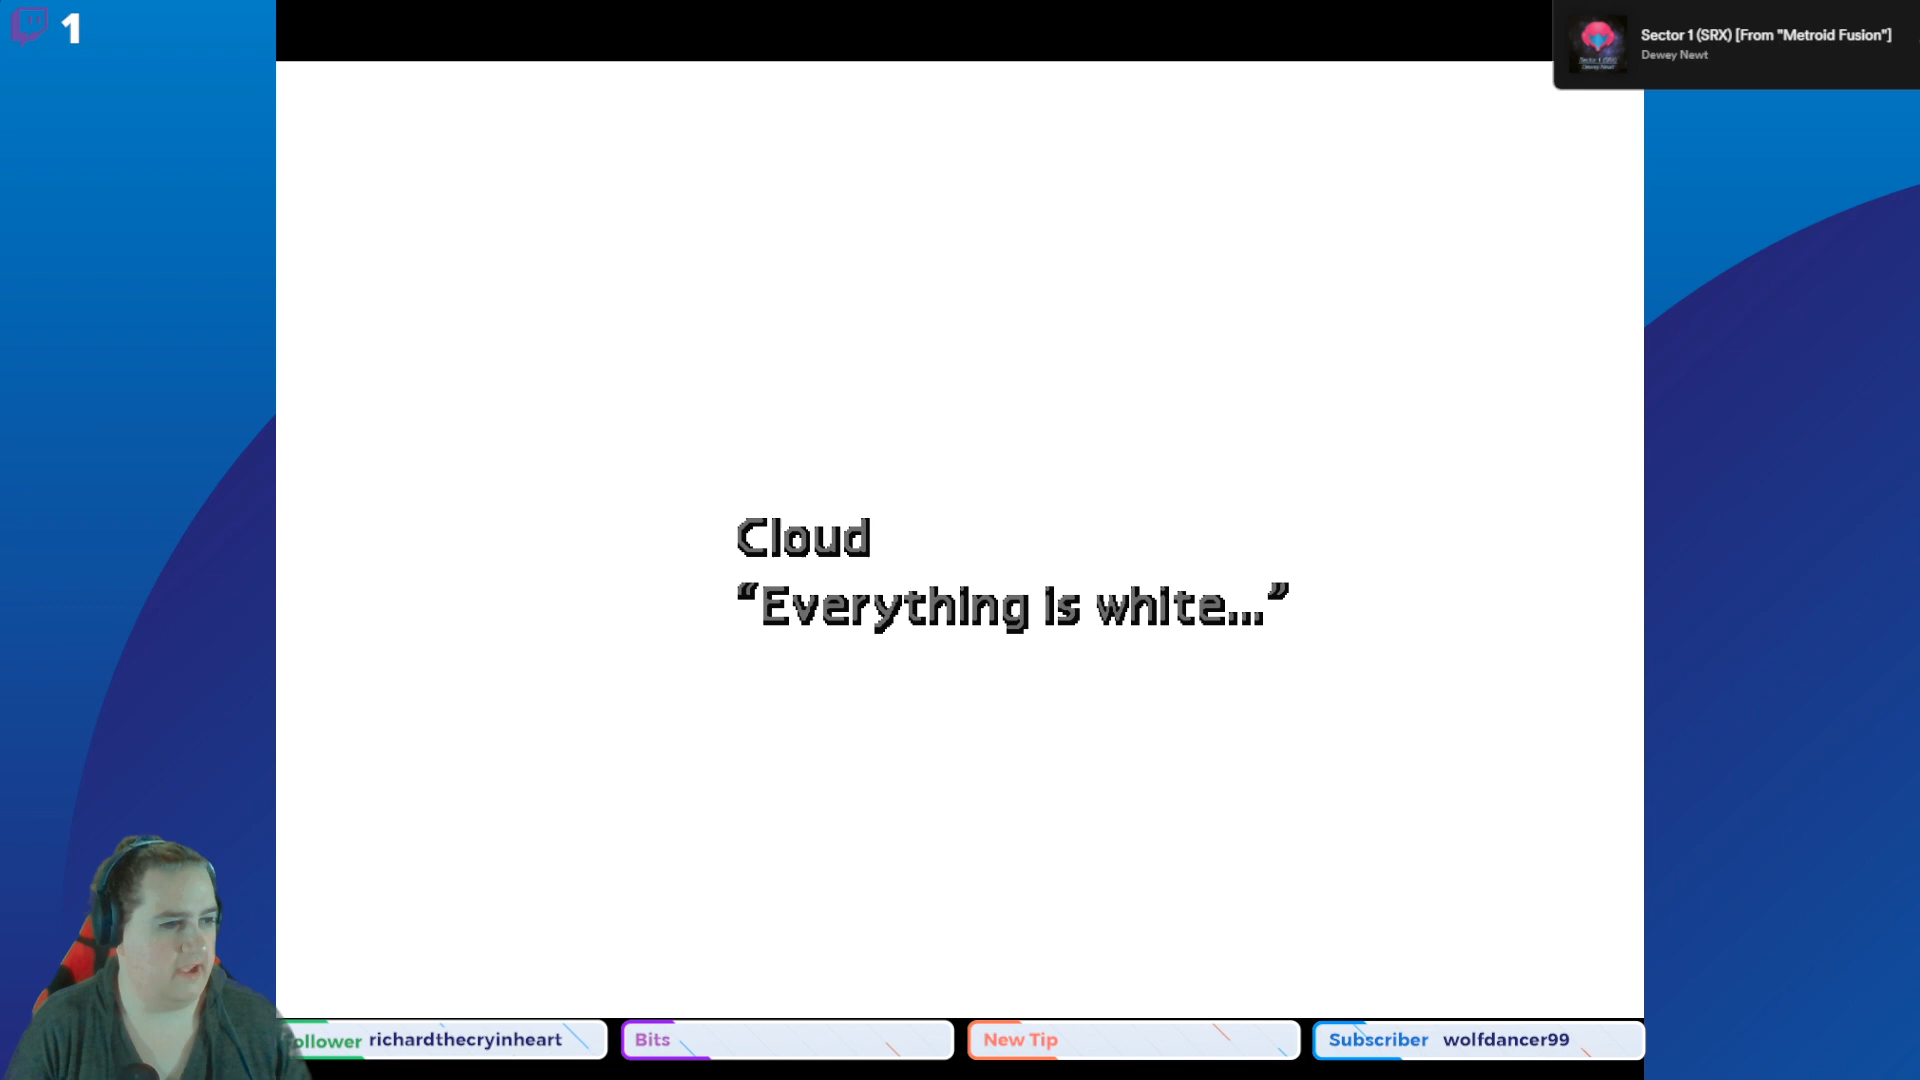 1
Sector 1 (SRX) [From "Metroid Fusion"]
Dewey Newt
Cloud
“Everything is white...”
ollower richardthecryinheart
Bits
New Tip
Subscriber wolfdancer99